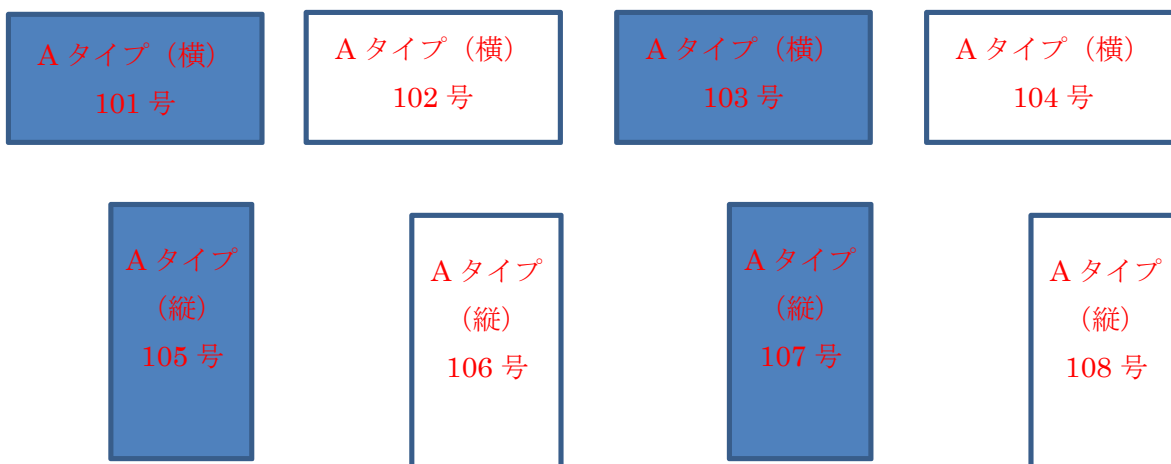 A タイプ（横）
101 号
A タイプ（横）
102 号
A タイプ（横）
103 号
A タイプ（横）
104 号
A タイプ
（縦）
105 号
A タイプ
（縦）
106 号
A タイプ
（縦）
107 号
A タイプ
（縦）
108 号